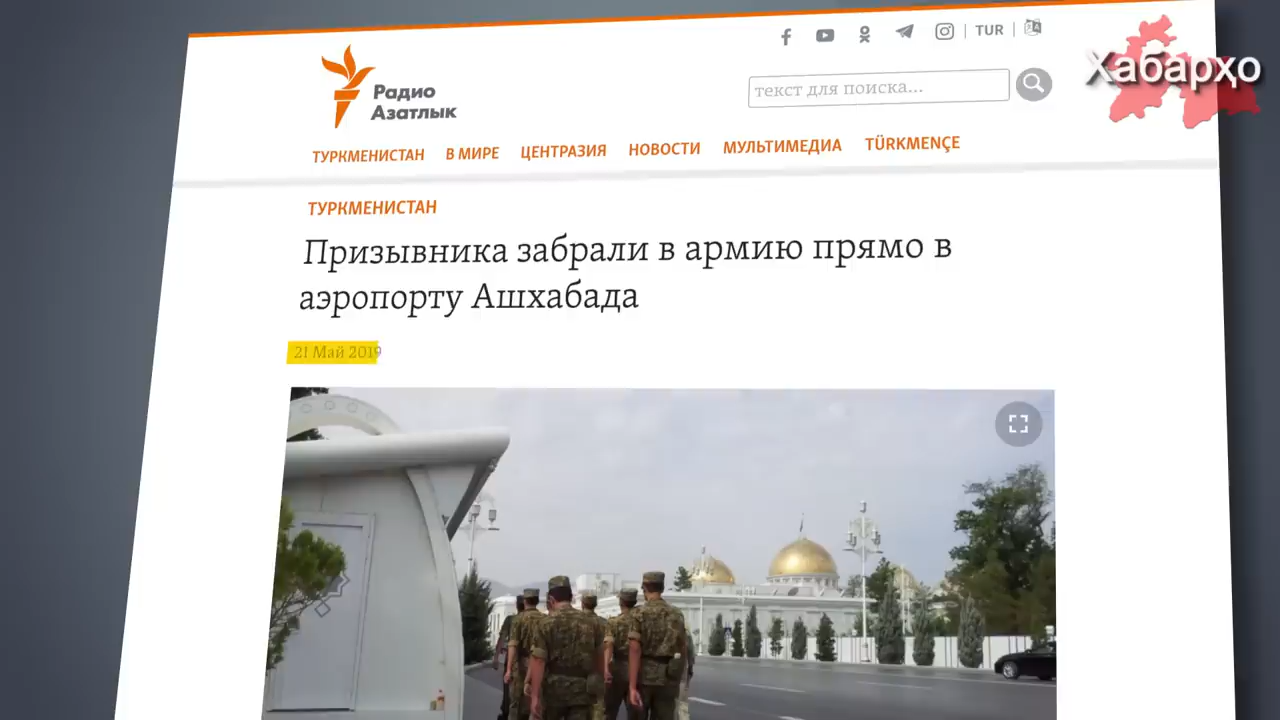 TUR
Хабарҳо
текст для поиска...
Радио
Азатлык
ТУРКМЕНИСТАН В МИРЕ ЦЕНТРАЗИЯ НОВОСТИ МУЛЬТИМЕДИА TÜRKMENÇE
ТУРКМЕНИСТАН
Призывника забрали в армию прямо в
аэропорту Ашхабада
21 Май 2019